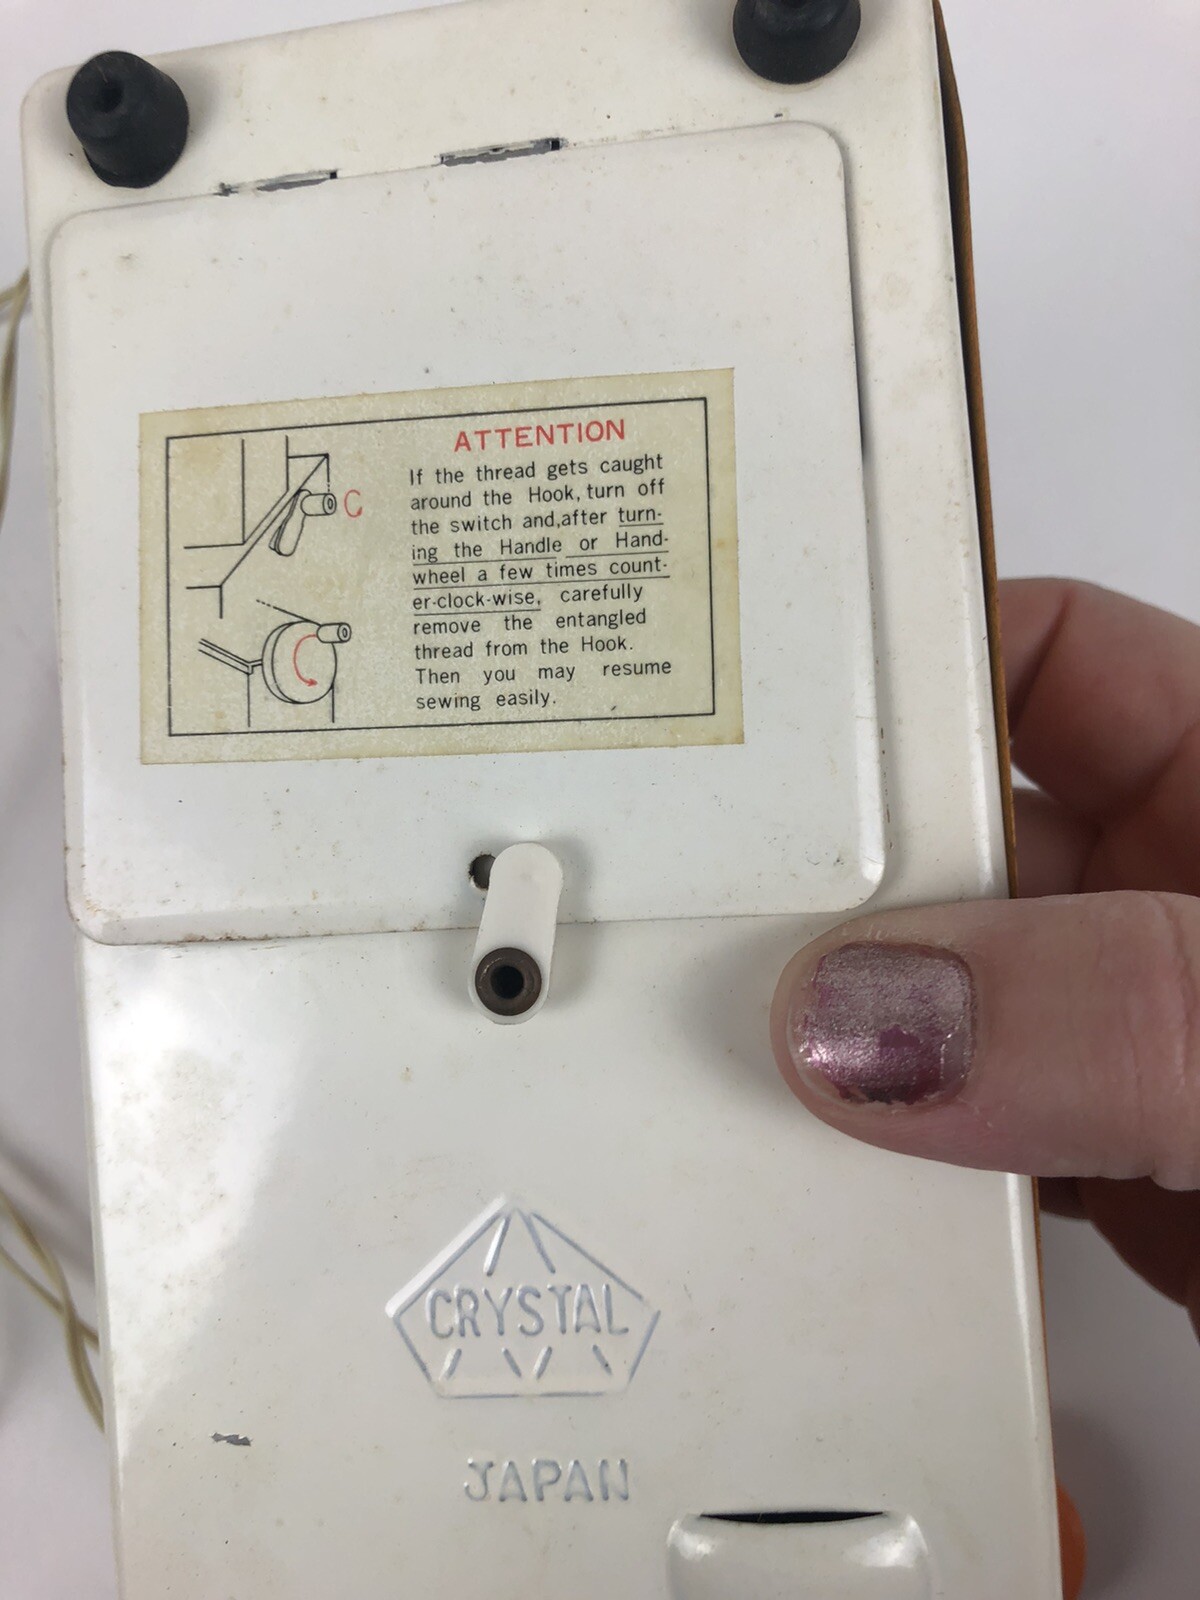 ATTENTION
If the thread gets caught
around the Hook, turn off
the switch and,after turn-
ing the Handle or Hand-
wheel a few times count-
er-clock-wise, carefully
remove the entangled
thread from the Hook.
Then you may resume
sewing easily.
CRYSTAL
JAPAN